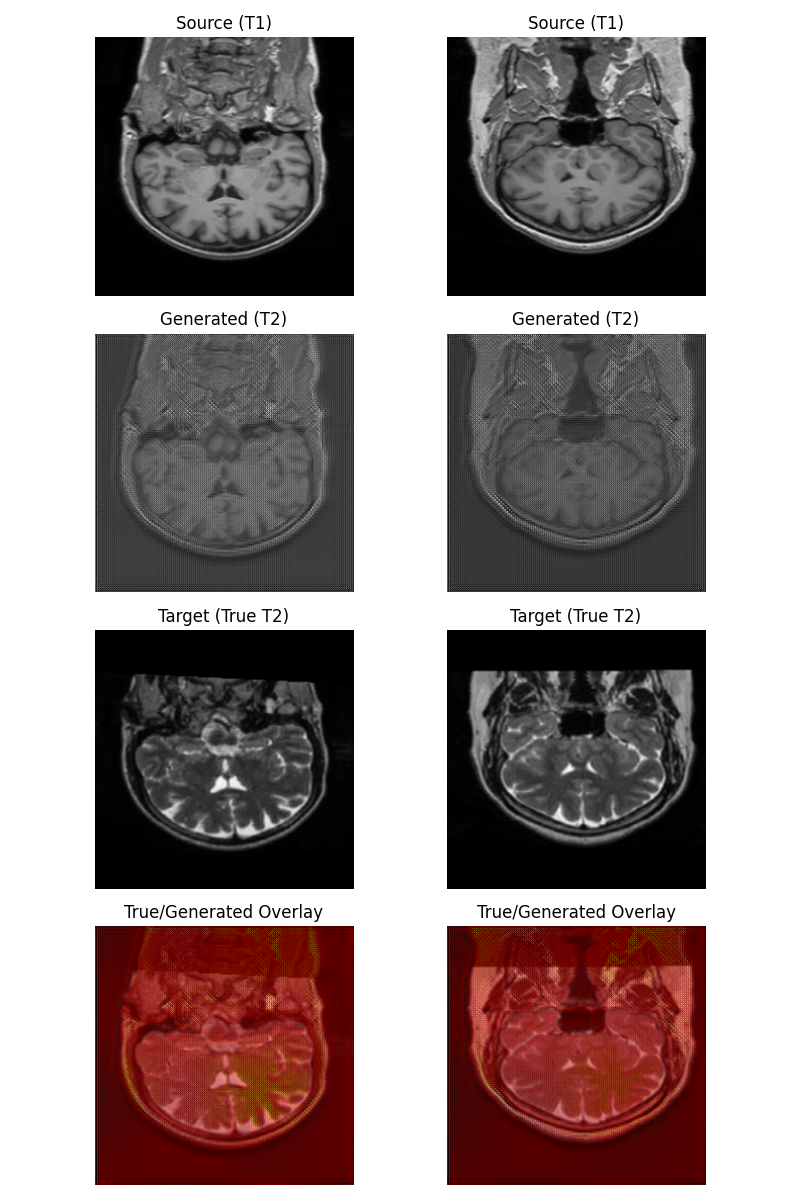 Source (T1)
Source (T1)
Generated (T2)
Generated (T2)
Target (True T2)
Target (True T2)
True/Generated Overlay
True/Generated Overlay